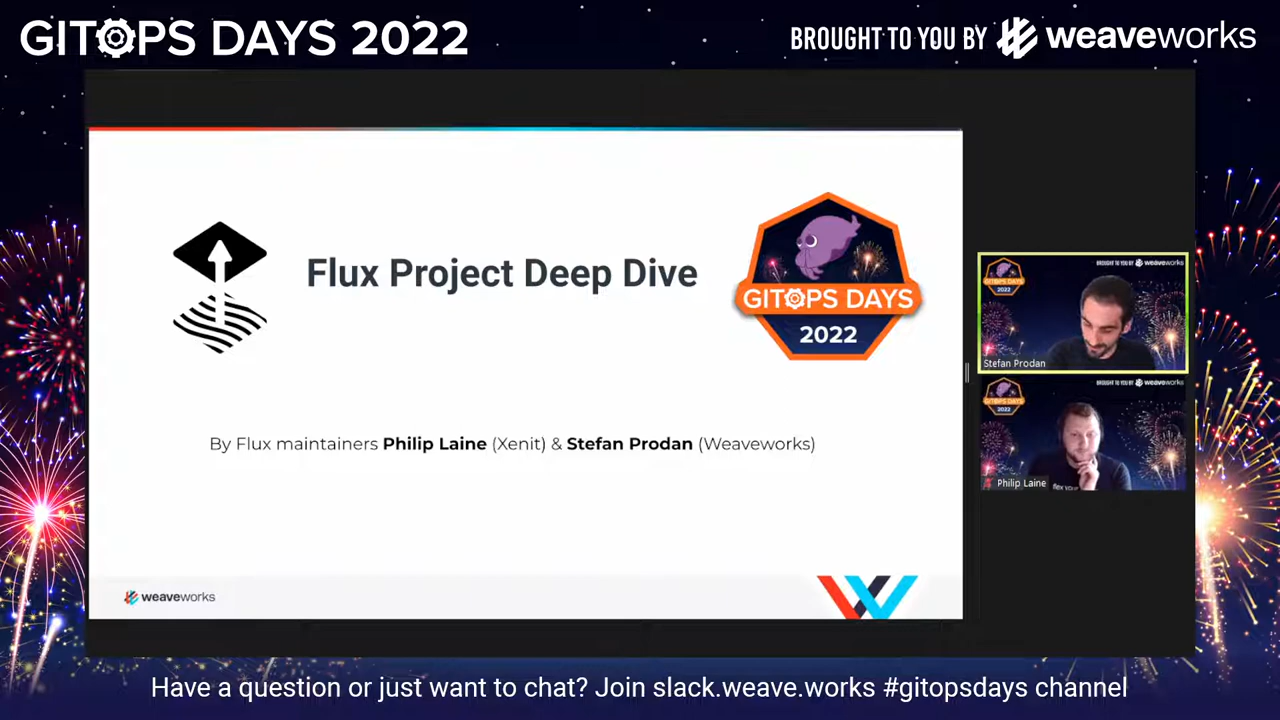 GITOPS DAYS 2022
BROUGHT TO YOU BY weaveworks
Flux Project Deep Dive
GITOPS DAYS
2022
By Flux maintainers Philip Laine (Xenit) & Stefan Prodan (Weaveworks)
weaveworks
BROUGHT TO YOU BY weaveworks
GITOPS DAYS
2022
Stefan Prodan
BROUGHT TO YOU BY weaveworks
GITOPS DAYS
2022
Philip Laine
Have a question or just want to chat? Join slack.weave.works #gitopsdays channel